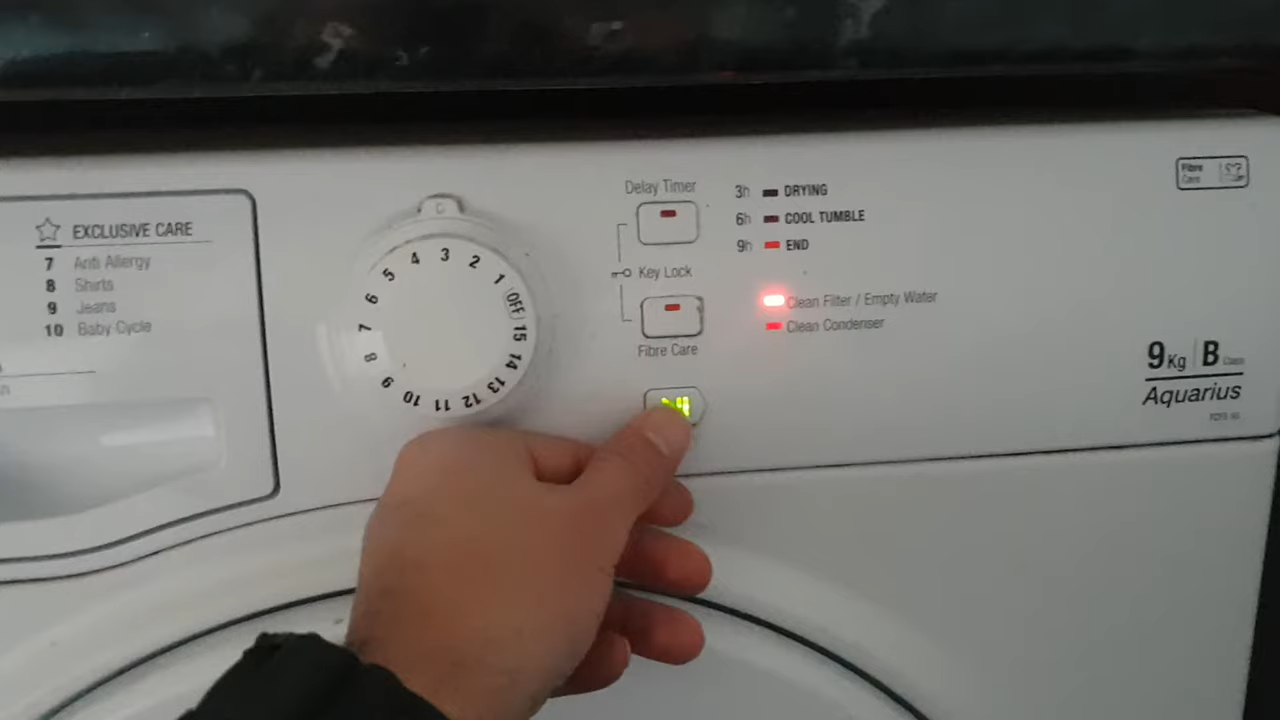 EXCLUSIVE CARE
7 Anti Allergy
8 Shirts
9 Jeans
10 Baby Cycle
OFF 1 2 3 4 5 6 7 8 9 10 11 12 13 14 15
Delay Timer
Key Lock
Fibre Care
3h DRYING
6h COOL TUMBLE
9h END
Clean Filter / Empty Water
Clean Condenser
Fibre
Care
9Kg B Class
Aquarius